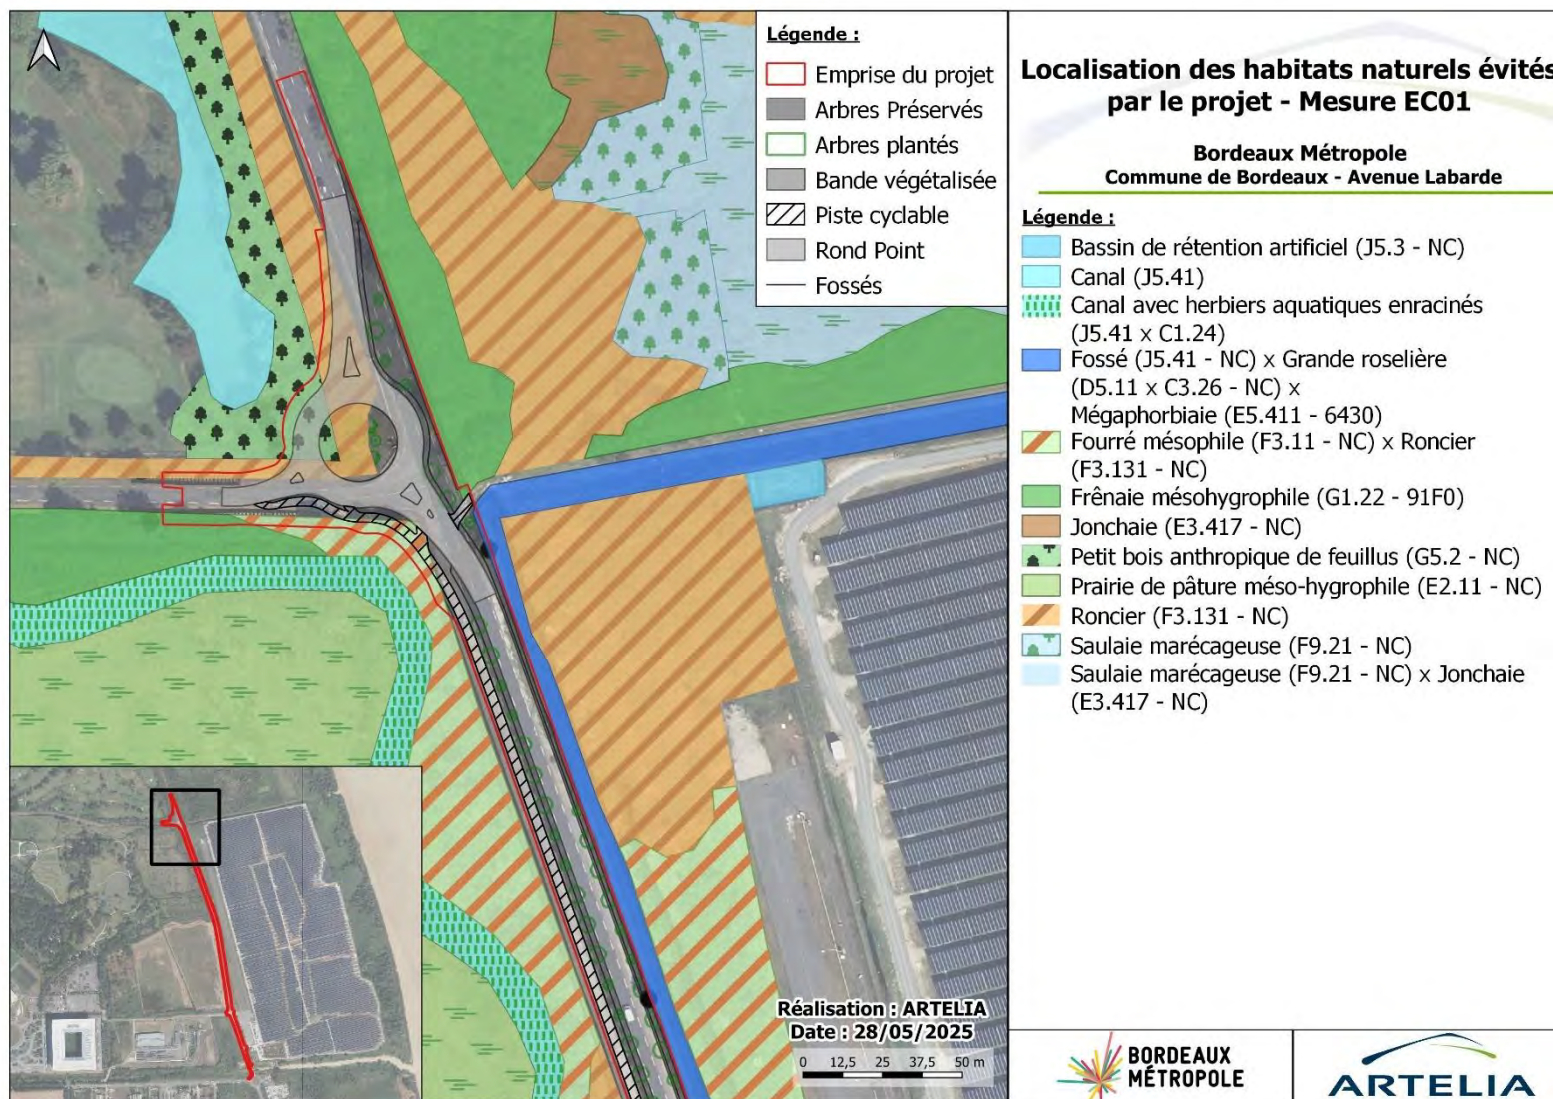 Légende :
Emprise du projet
Arbres Préservés
Arbres plantés
Bande végétalisée
Piste cyclable
Rond Point
Fossés
Réalisation : ARTELIA
Date : 28/05/2025
0 12,5 25 37,5 50 m
Localisation des habitats naturels évités
par le projet - Mesure EC01
Bordeaux Métropole
Commune de Bordeaux - Avenue Labarde
Légende :
Bassin de rétention artificiel (J5.3 - NC)
Canal (J5.41)
Canal avec herbiers aquatiques enracinés
(J5.41 x C1.24)
Fossé (J5.41 - NC) x Grande roselière
(D5.11 x C3.26 - NC) x
Mégaphorbiaie (E5.411 - 6430)
Fourré mésophile (F3.11 - NC) x Roncier
(F3.131 - NC)
Frênaie mésohygrophile (G1.22 - 91F0)
Jonchaie (E3.417 - NC)
Petit bois anthropique de feuillus (G5.2 - NC)
Prairie de pâture méso-hygrophile (E2.11 - NC)
Roncier (F3.131 - NC)
Saulaie marécageuse (F9.21 - NC)
Saulaie marécageuse (F9.21 - NC) x Jonchaie
(E3.417 - NC)
BORDEAUX
MÉTROPOLE
ARTELIA